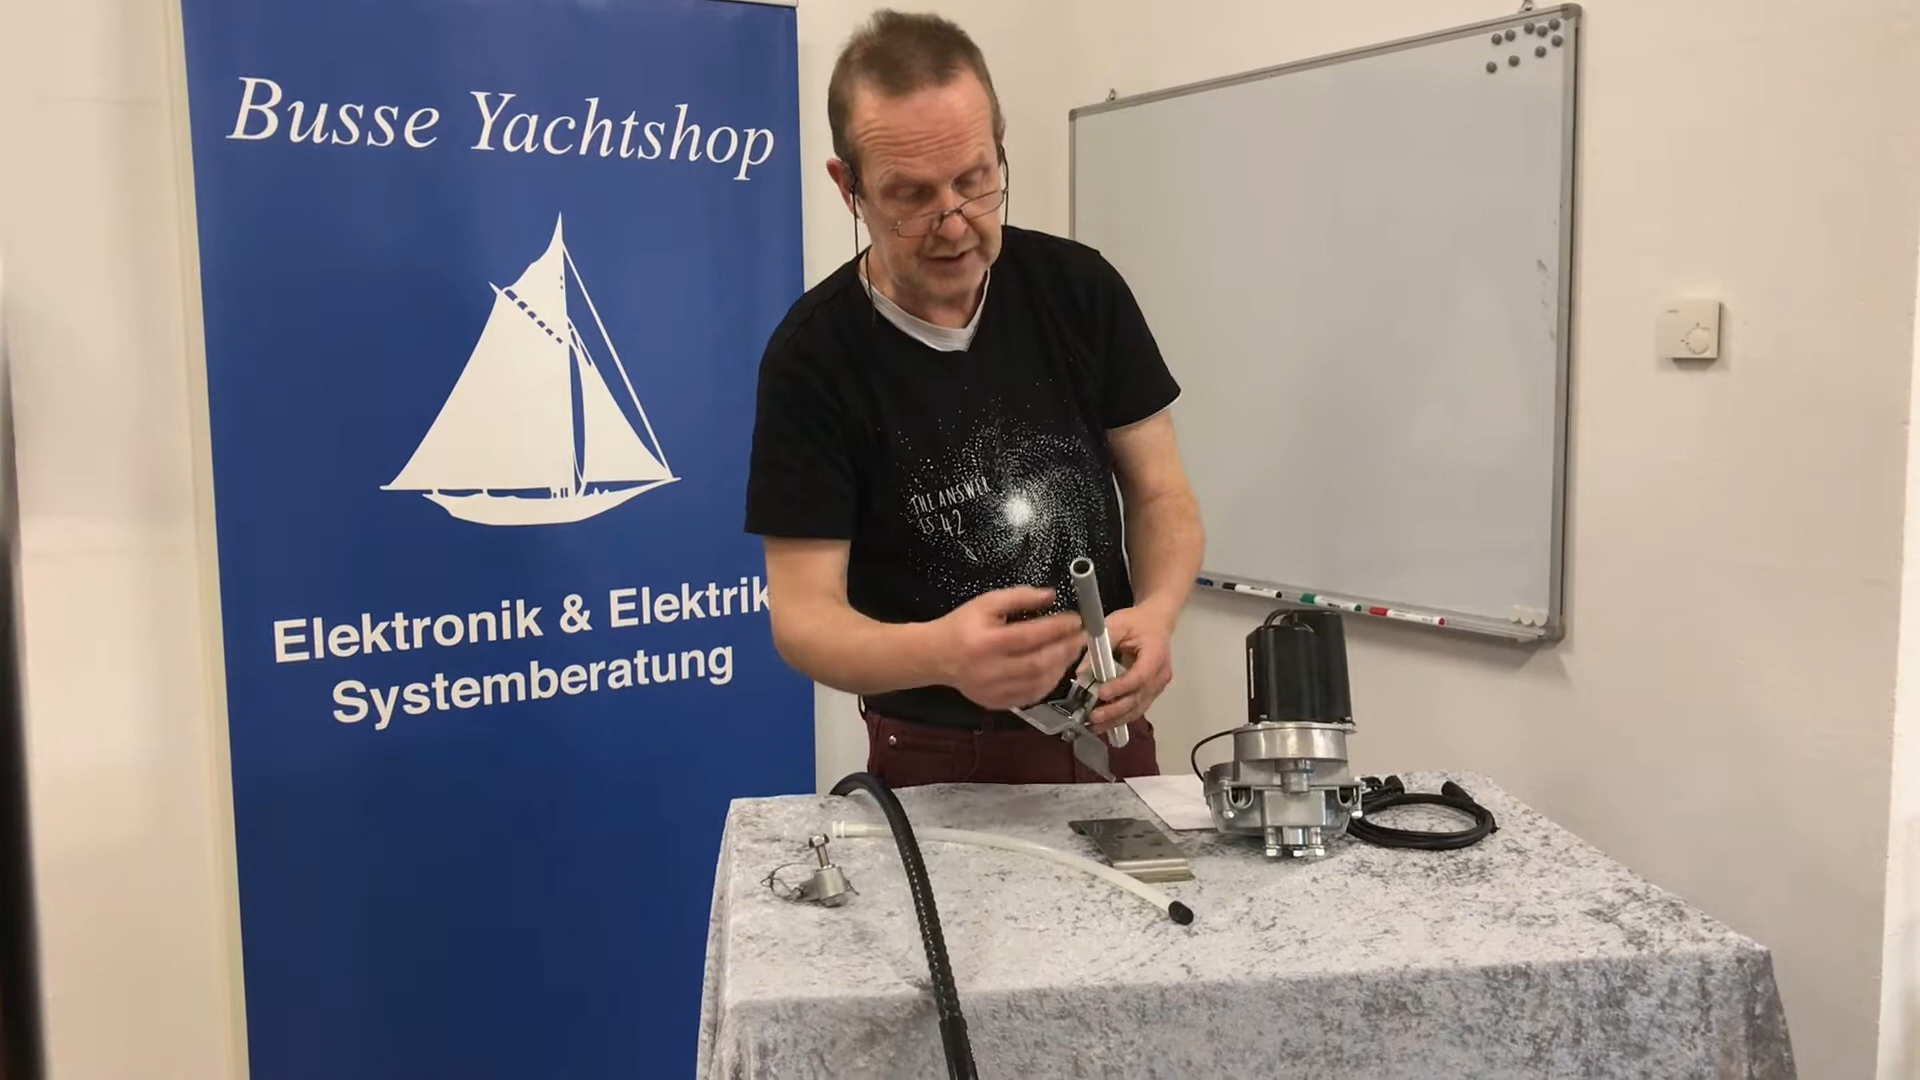 Busse Yachtshop
Elektronik & Elektrik
Systemberatung
THE ANSWER
IS 42